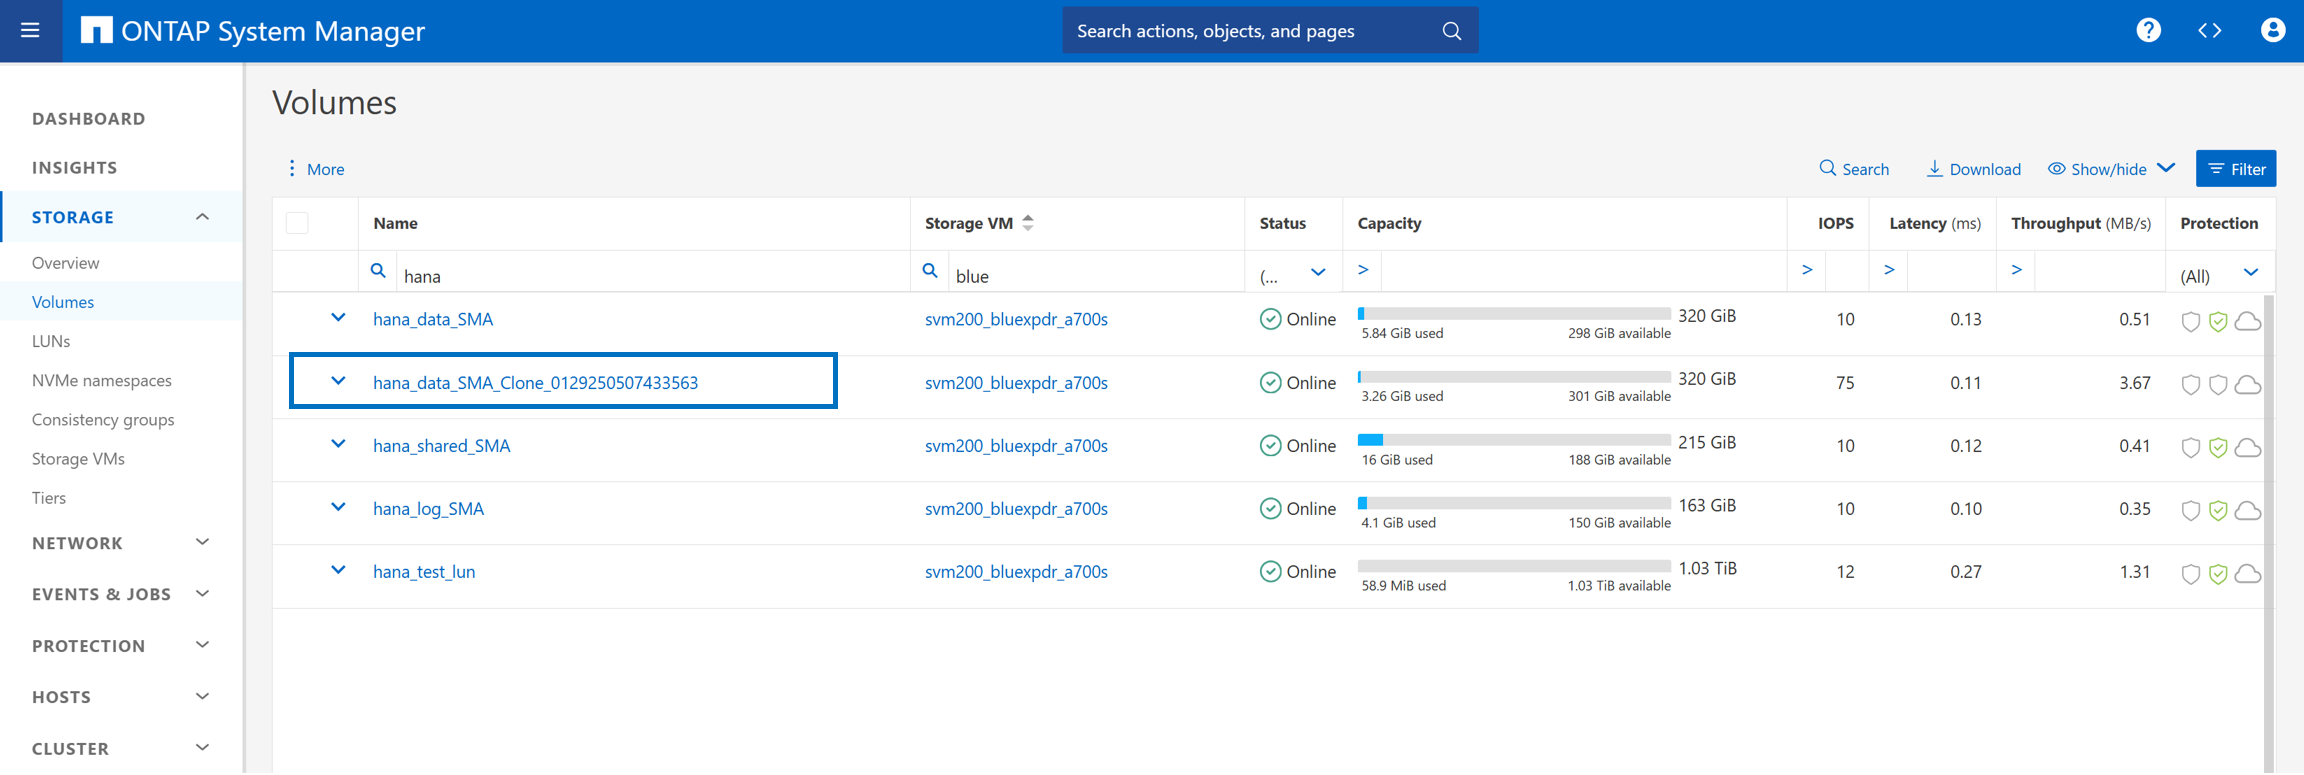 ONTAP System Manager
Search actions, objects, and pages
DASHBOARD
INSIGHTS
STORAGE
Overview
Volumes
LUNs
NVMe namespaces
Consistency groups
Storage VMs
Tiers
NETWORK
EVENTS & JOBS
PROTECTION
HOSTS
CLUSTER
Volumes
More
Search Download Show/hide Filter
Name Storage VM Status Capacity IOPS Latency (ms) Throughput (MB/s) Protection
hana blue (... > > > > (All)
hana_data_SMA svm200_bluexpdr_a700s Online 320 GiB 10 0.13 0.51
5.84 GiB used 298 GiB available
hana_data_SMA_Clone_0129250507433563 svm200_bluexpdr_a700s Online 320 GiB 75 0.11 3.67
3.26 GiB used 301 GiB available
hana_shared_SMA svm200_bluexpdr_a700s Online 215 GiB 10 0.12 0.41
16 GiB used 188 GiB available
hana_log_SMA svm200_bluexpdr_a700s Online 163 GiB 10 0.10 0.35
4.1 GiB used 150 GiB available
hana_test_lun svm200_bluexpdr_a700s Online 1.03 TiB 12 0.27 1.31
58.9 MiB used 1.03 TiB available